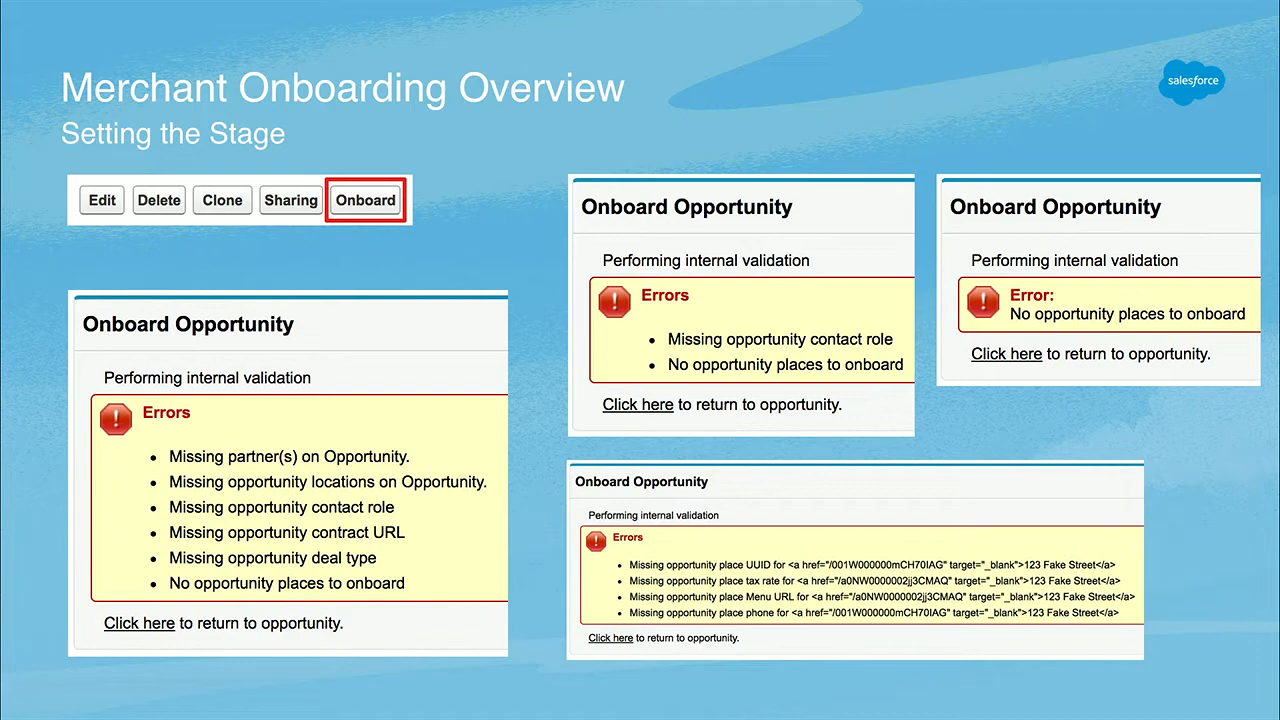 Merchant Onboarding Overview
Setting the Stage
salesforce
Edit Delete Clone Sharing Onboard
Onboard Opportunity
Performing internal validation
Errors
• Missing partner(s) on Opportunity.
• Missing opportunity locations on Opportunity.
• Missing opportunity contact role
• Missing opportunity contract URL
• Missing opportunity deal type
• No opportunity places to onboard
Click here to return to opportunity.
Onboard Opportunity
Performing internal validation
Errors
• Missing opportunity contact role
• No opportunity places to onboard
Click here to return to opportunity.
Onboard Opportunity
Performing internal validation
Error:
No opportunity places to onboard
Click here to return to opportunity.
Onboard Opportunity
Performing internal validation
Errors
• Missing opportunity place UUID for <a href="/001W000000mCH70IAG" target="_blank">123 Fake Street</a>
• Missing opportunity place tax rate for <a href="/a0NW0000002jj3CMAQ" target="_blank">123 Fake Street</a>
• Missing opportunity place Menu URL for <a href="/a0NW0000002jj3CMAQ" target="_blank">123 Fake Street</a>
• Missing opportunity place phone for <a href="/001W000000mCH70IAG" target="_blank">123 Fake Street</a>
Click here to return to opportunity.